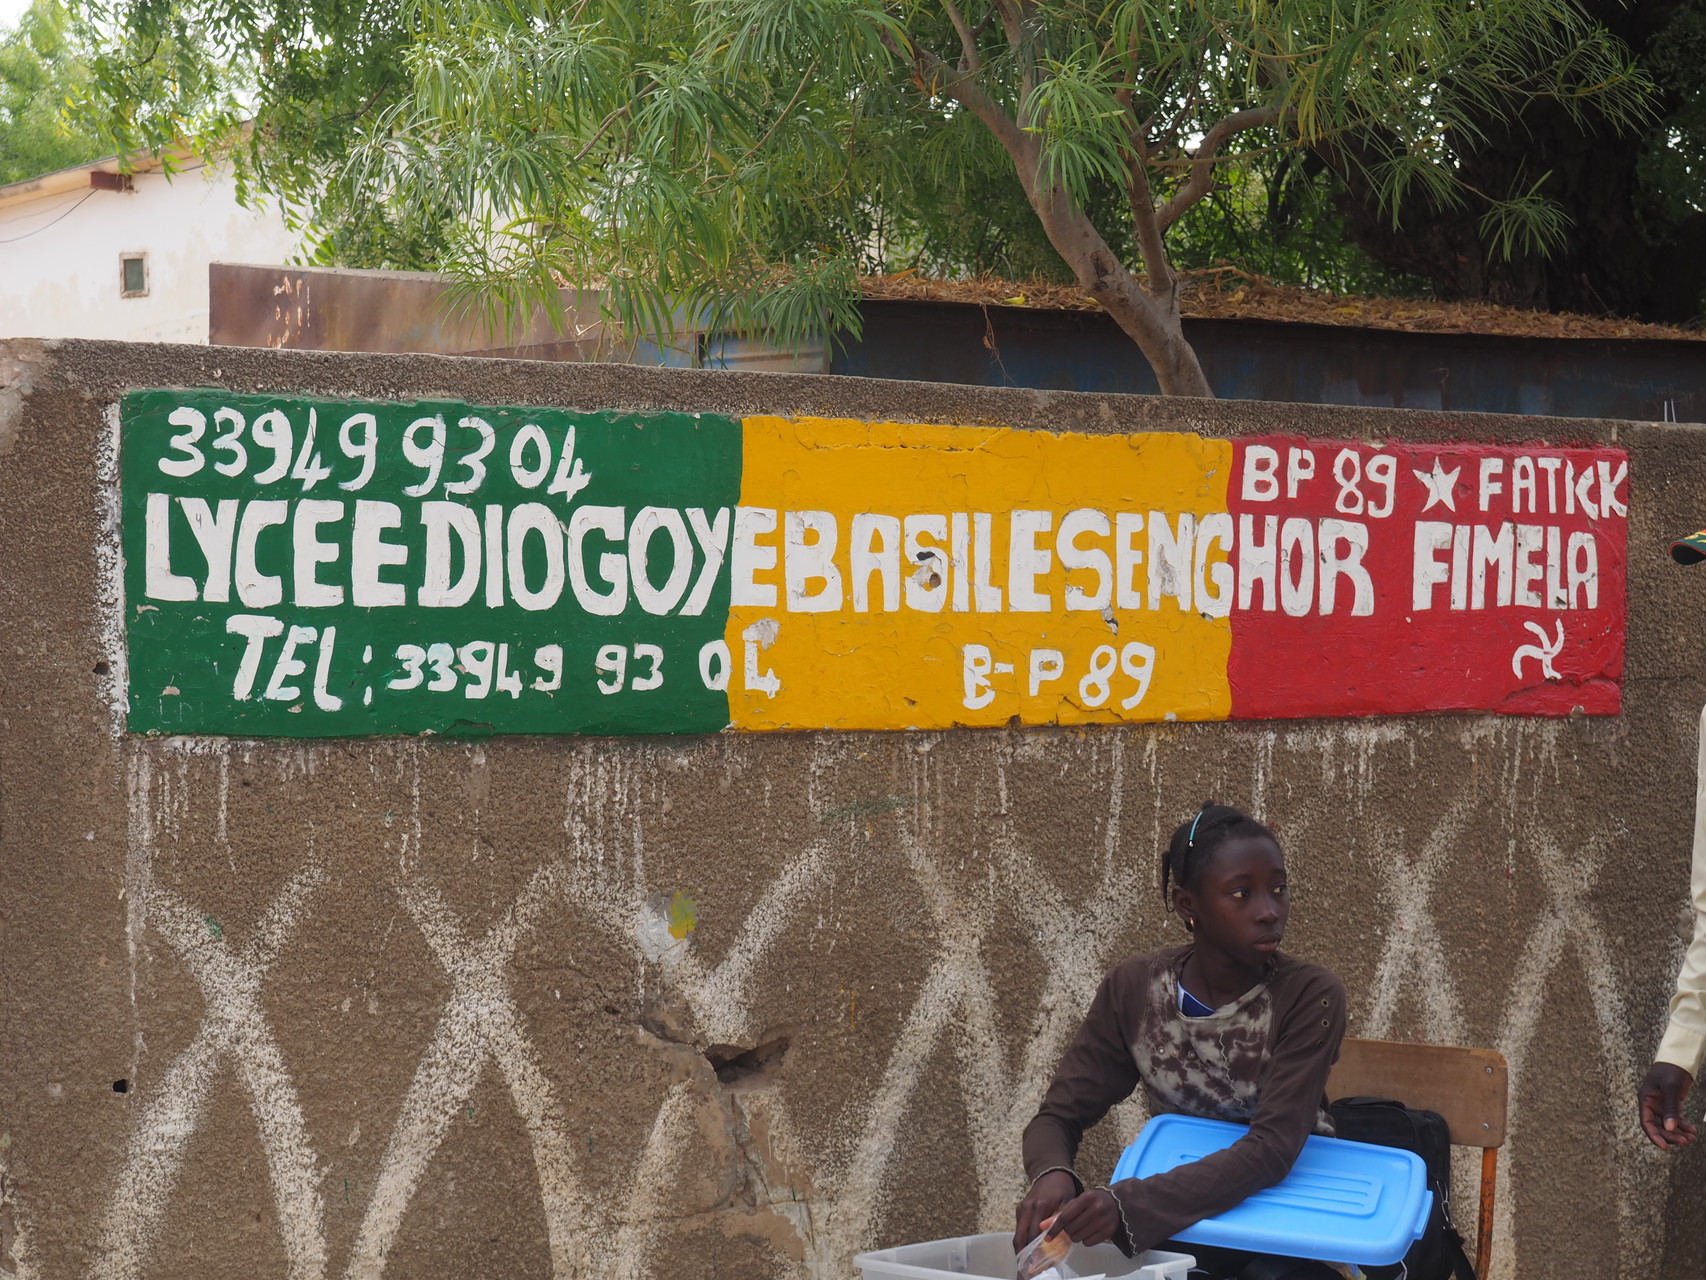 33949 93 04
BP 89 ★ FATICK
LYCEE DIOGOYE BASILE SENGHOR FIMELA
TEL: 33949 93 04 B-P 89